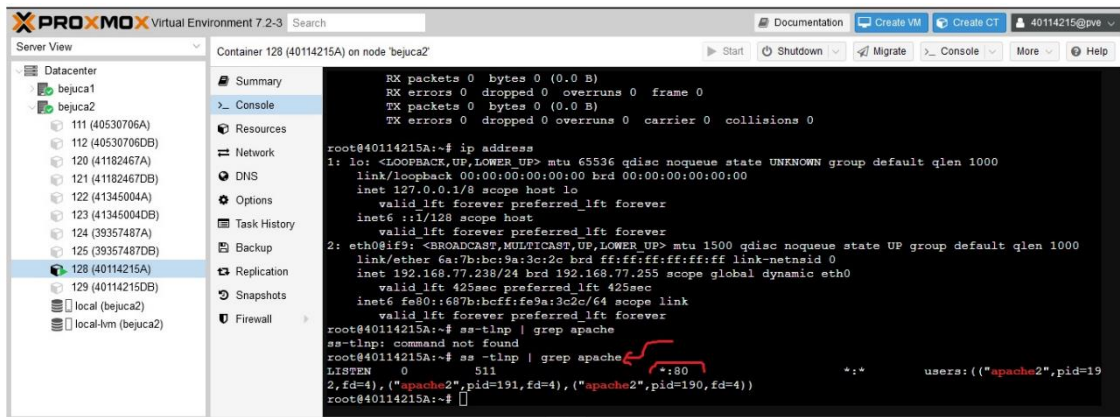 PROXMOX Virtual Environment 7.2-3 Search Documentation Create VM Create CT 40114215@pve
Server View
Datacenter
bejuca1
bejuca2
111 (40530706A)
112 (40530706DB)
120 (41182467A)
121 (41182467DB)
122 (41345004A)
123 (41345004DB)
124 (39357487A)
125 (39357487DB)
128 (40114215A)
129 (40114215DB)
local (bejuca2)
local-lvm (bejuca2)
Container 128 (40114215A) on node 'bejuca2' Start Shutdown Migrate >_ Console More Help
Summary
>_ Console
Resources
Network
DNS
Options
Task History
Backup
Replication
Snapshots
Firewall
RX packets 0 bytes 0 (0.0 B)
RX errors 0 dropped 0 overruns 0 frame 0
TX packets 0 bytes 0 (0.0 B)
TX errors 0 dropped 0 overruns 0 carrier 0 collisions 0
root@40114215A:~# ip address
1: lo: <LOOPBACK,UP,LOWER_UP> mtu 65536 qdisc noqueue state UNKNOWN group default qlen 1000
link/loopback 00:00:00:00:00:00 brd 00:00:00:00:00:00
inet 127.0.0.1/8 scope host lo
valid_lft forever preferred_lft forever
inet6 ::1/128 scope host
valid_lft forever preferred_lft forever
2: eth0@if9: <BROADCAST,MULTICAST,UP,LOWER_UP> mtu 1500 qdisc noqueue state UP group default qlen 1000
link/ether 6a:7b:bc:9a:3c:2c brd ff:ff:ff:ff:ff:ff link-netnsid 0
inet 192.168.77.238/24 brd 192.168.77.255 scope global dynamic eth0
valid_lft 425sec preferred_lft 425sec
inet6 fe80::687b:bcff:fe9a:3c2c/64 scope link
valid_lft forever preferred_lft forever
root@40114215A:~# ss-tlnp | grep apache
ss-tlnp: command not found
root@40114215A:~# ss -tlnp | grep apache
LISTEN 0 511 *:80 *:* users:(("apache2",pid=19
2,fd=4),("apache2",pid=191,fd=4),("apache2",pid=190,fd=4))
root@40114215A:~#